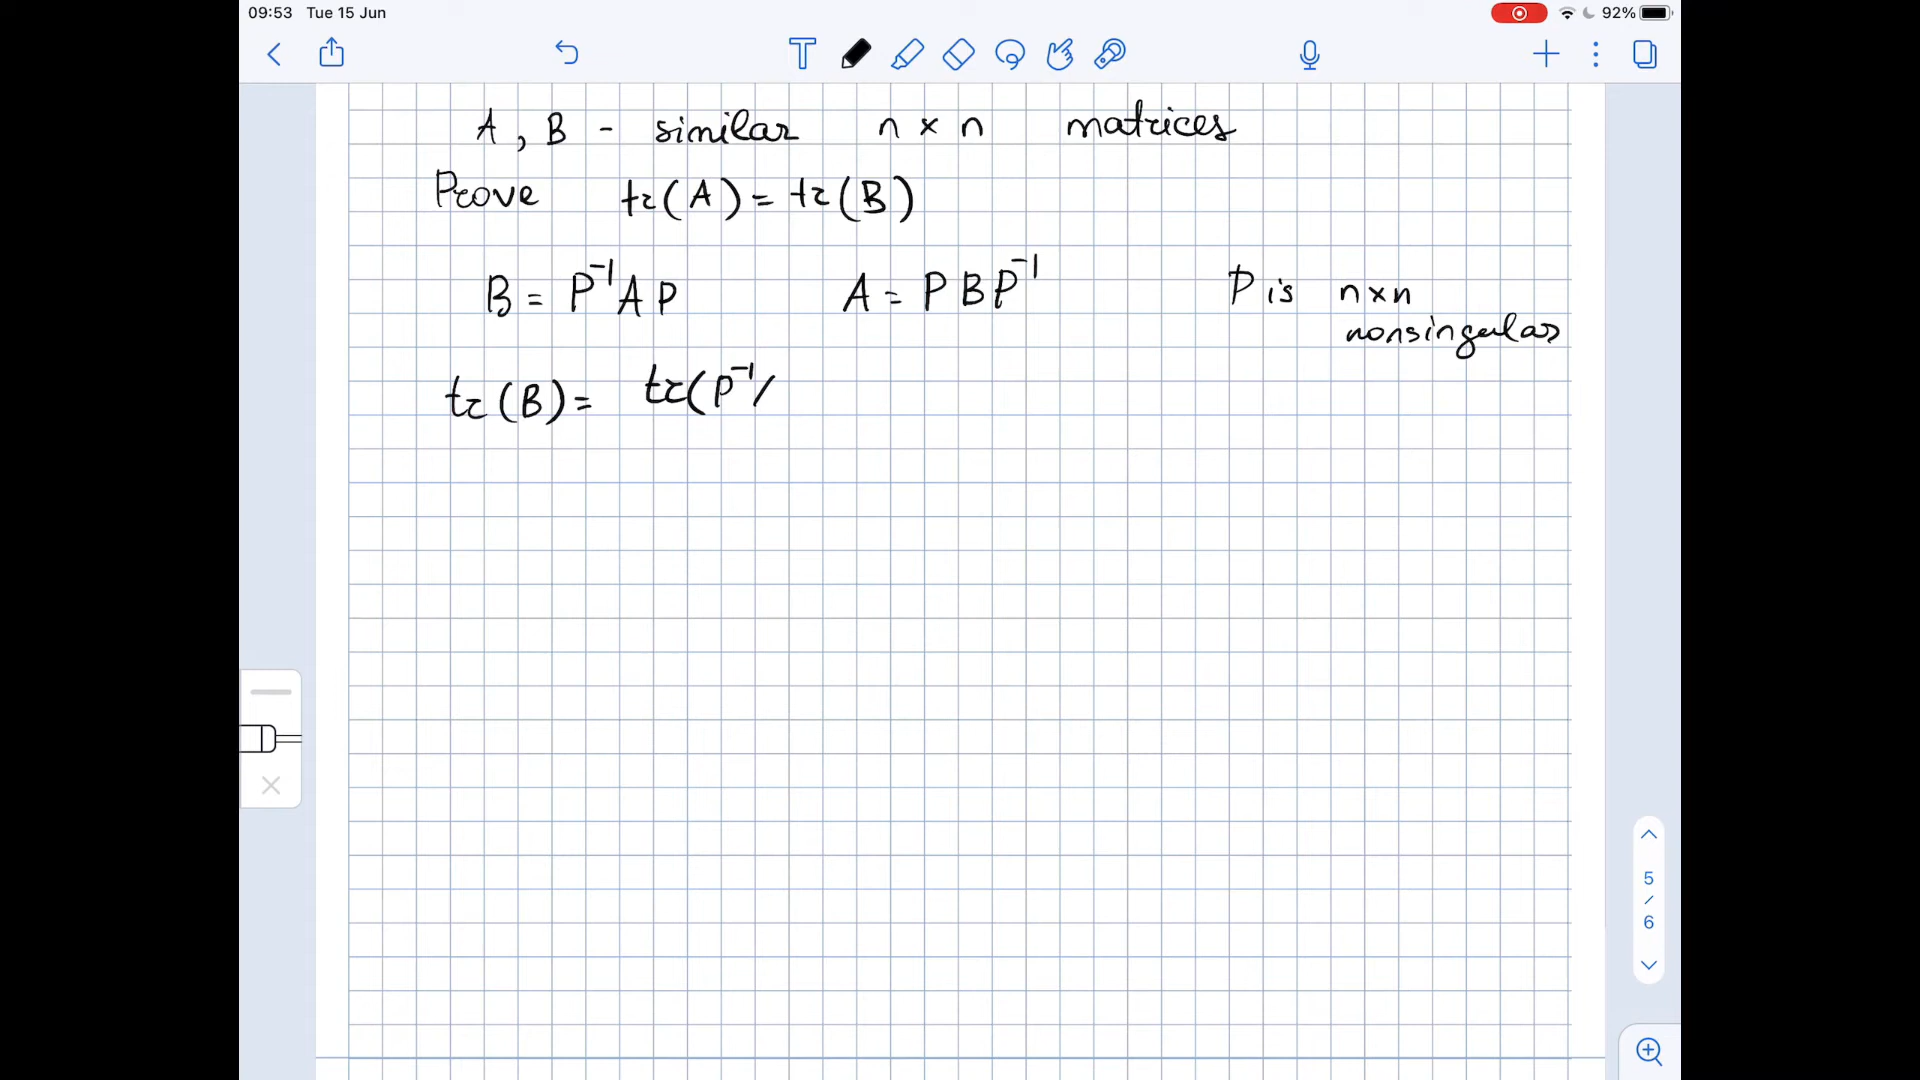 09:53 Tue 15 Jun 92%
T
A, B - similar n × n matrices
Prove tr(A) = tr(B)
B = P⁻¹AP A = PBP⁻¹ P is n×n
nonsingular
tr(B) = tr(P⁻¹
5
/
6